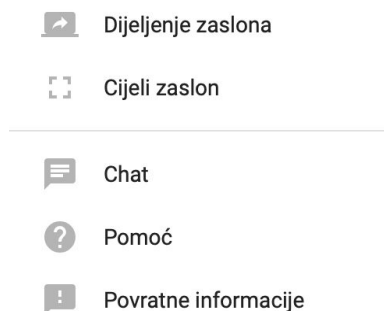 Dijeljenje zaslona
Cijeli zaslon
Chat
Pomoć
Povratne informacije